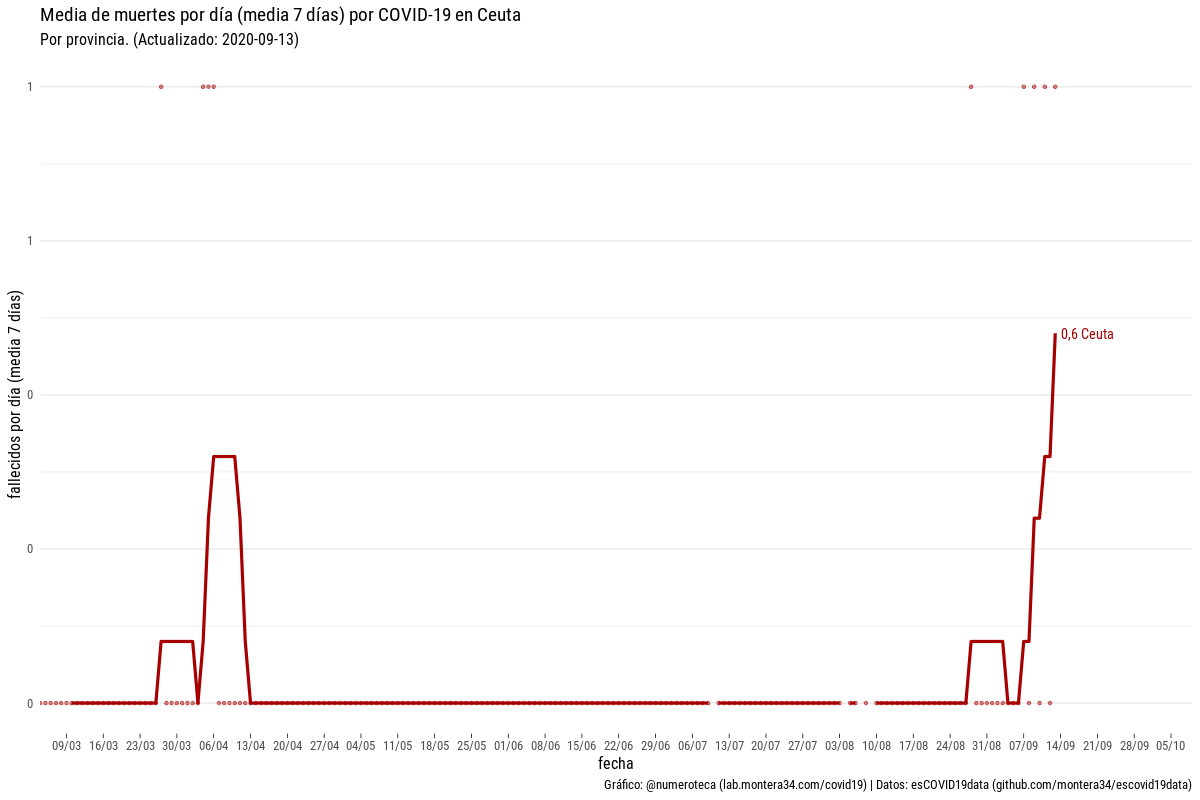 Media de muertes por día (media 7 días) por COVID-19 en Ceuta
Por provincia. (Actualizado: 2020-09-13)
fallecidos por día (media 7 días)
1
1
0
0
0
0,6 Ceuta
09/03 16/03 23/03 30/03 06/04 13/04 20/04 27/04 04/05 11/05 18/05 25/05 01/06 08/06 15/06 22/06 29/06 06/07 13/07 20/07 27/07 03/08 10/08 17/08 24/08 31/08 07/09 14/09 21/09 28/09 05/10
fecha
Gráfico: @numeroteca (lab.montera34.com/covid19) | Datos: esCOVID19data (github.com/montera34/escovid19data)